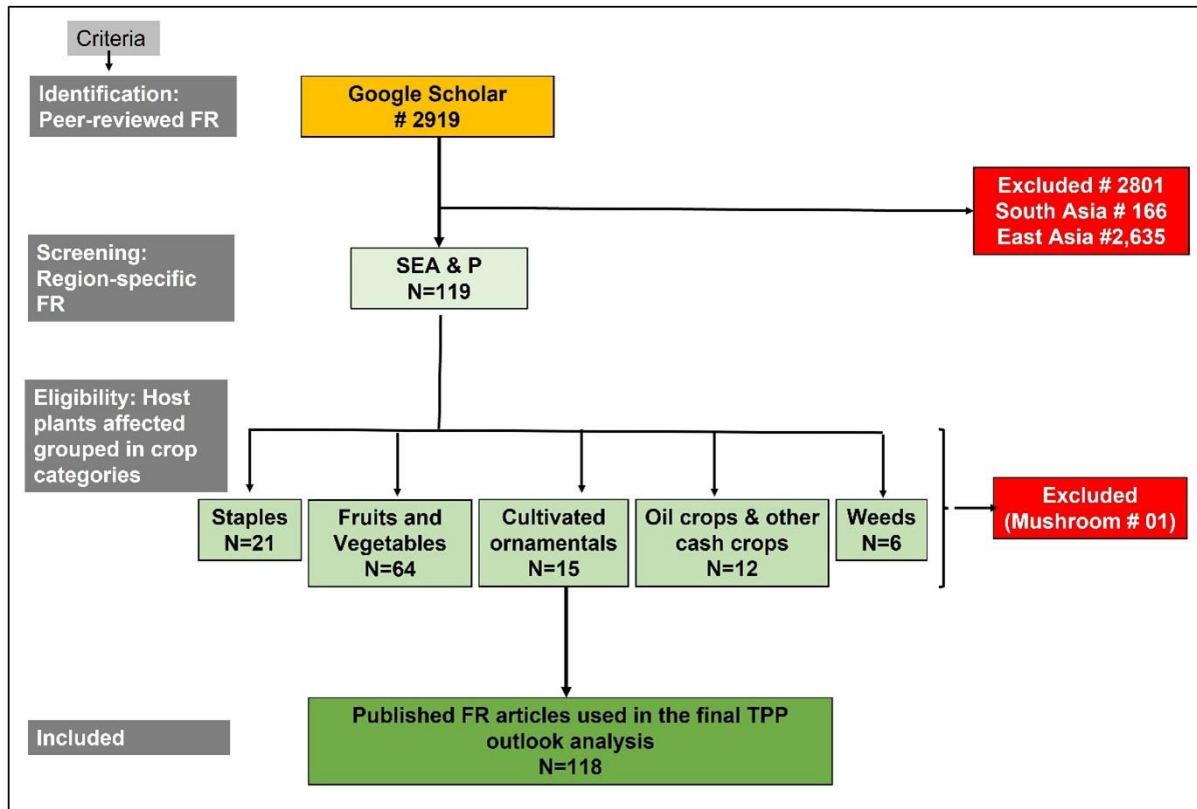 Criteria
Identification:
Peer-reviewed FR
Google Scholar
# 2919
Excluded # 2801
South Asia # 166
East Asia #2,635
Screening:
Region-specific
FR
SEA & P
N=119
Eligibility: Host
plants affected
grouped in crop
categories
Staples
N=21
Fruits and
Vegetables
N=64
Cultivated
ornamentals
N=15
Oil crops & other
cash crops
N=12
Weeds
N=6
Excluded
(Mushroom # 01)
Included
Published FR articles used in the final TPP
outlook analysis
N=118